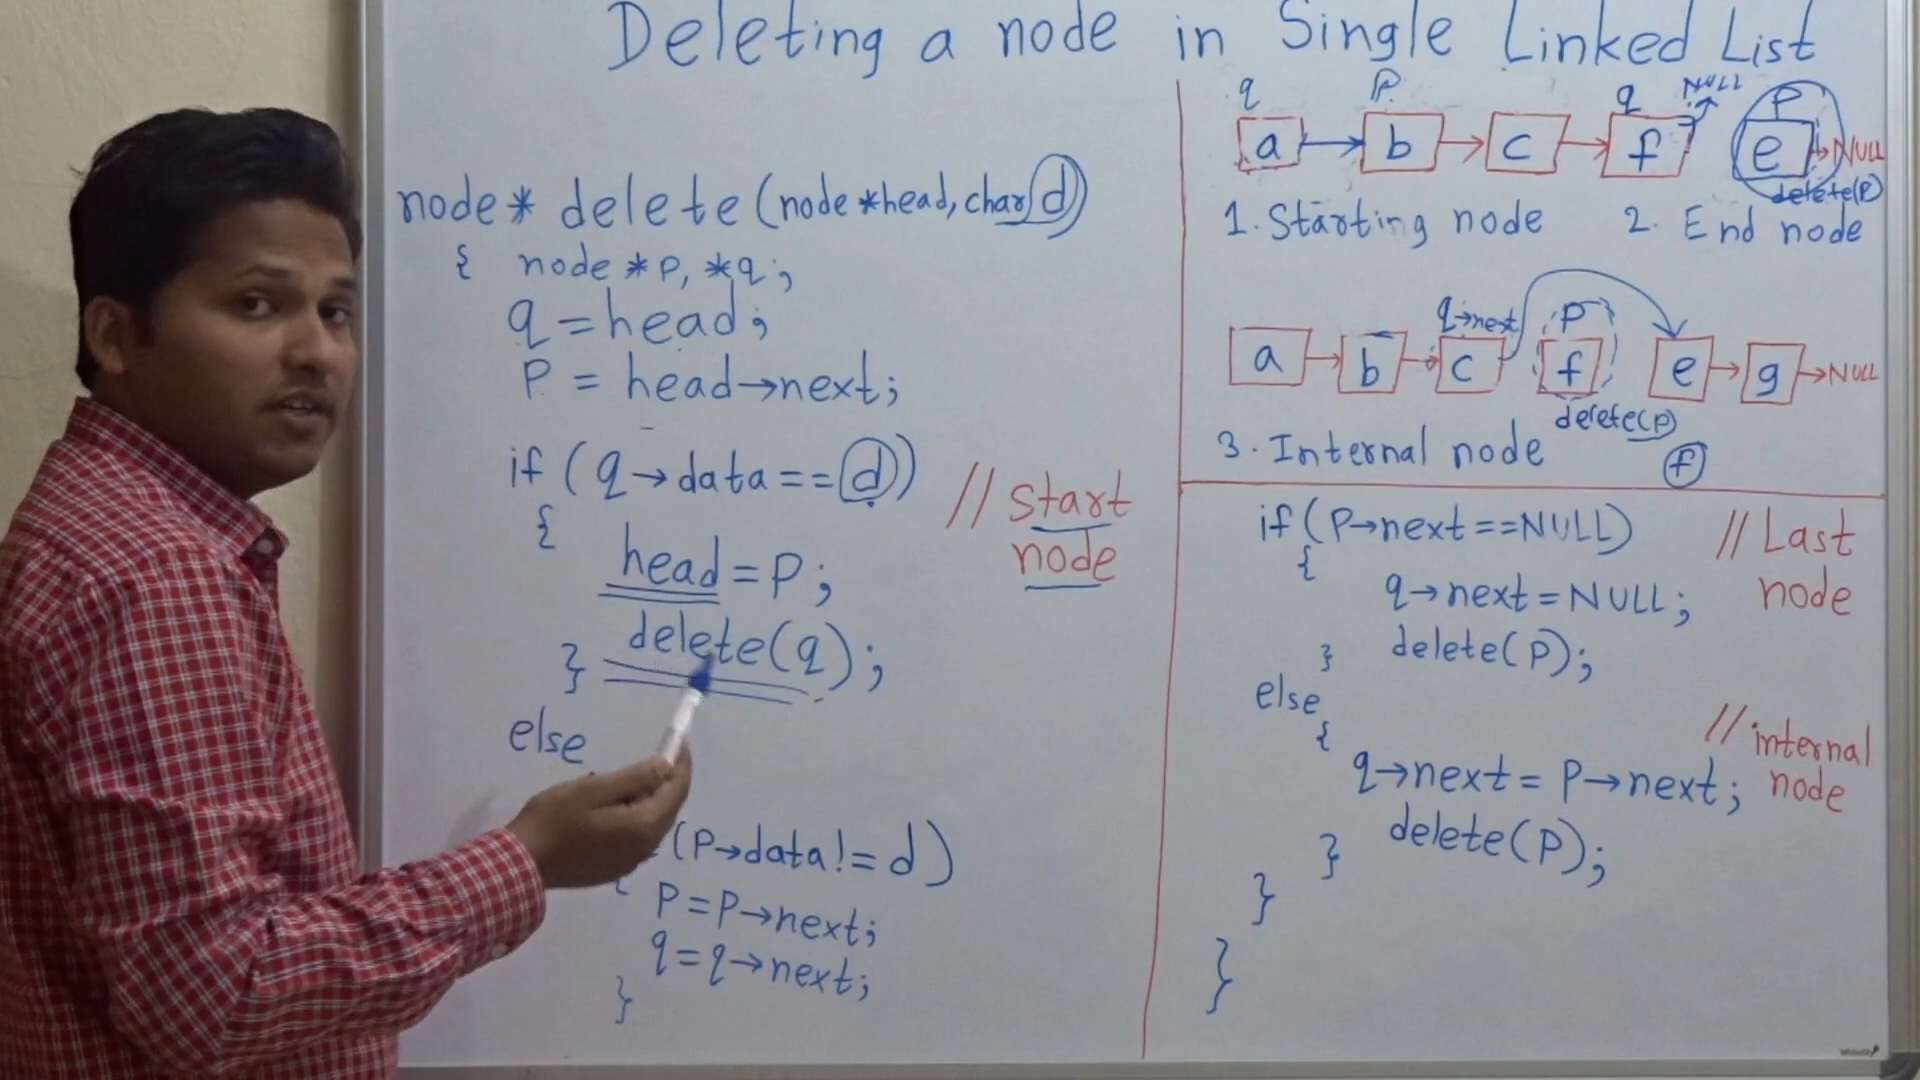 Deleting a node in Single Linked List
node* delete(node *head, char d)
{ node *p, *q;
q = head;
P = head→next;
if (q→data == d)
// start node
{
head = P;
delete(q);
}
else
(P→data != d)
{
P = P→next;
q = q→next;
}
q P q NULL P
a b c f e NULL
delete(P)
1. Starting node 2. End node
q→next P
a b c f e g NULL
delete(P)
3. Internal node f
if (P→next == NULL) // Last node
{
q→next = NULL;
} delete(P);
else
{ // internal node
q→next = P→next;
delete(P);
}
}
}